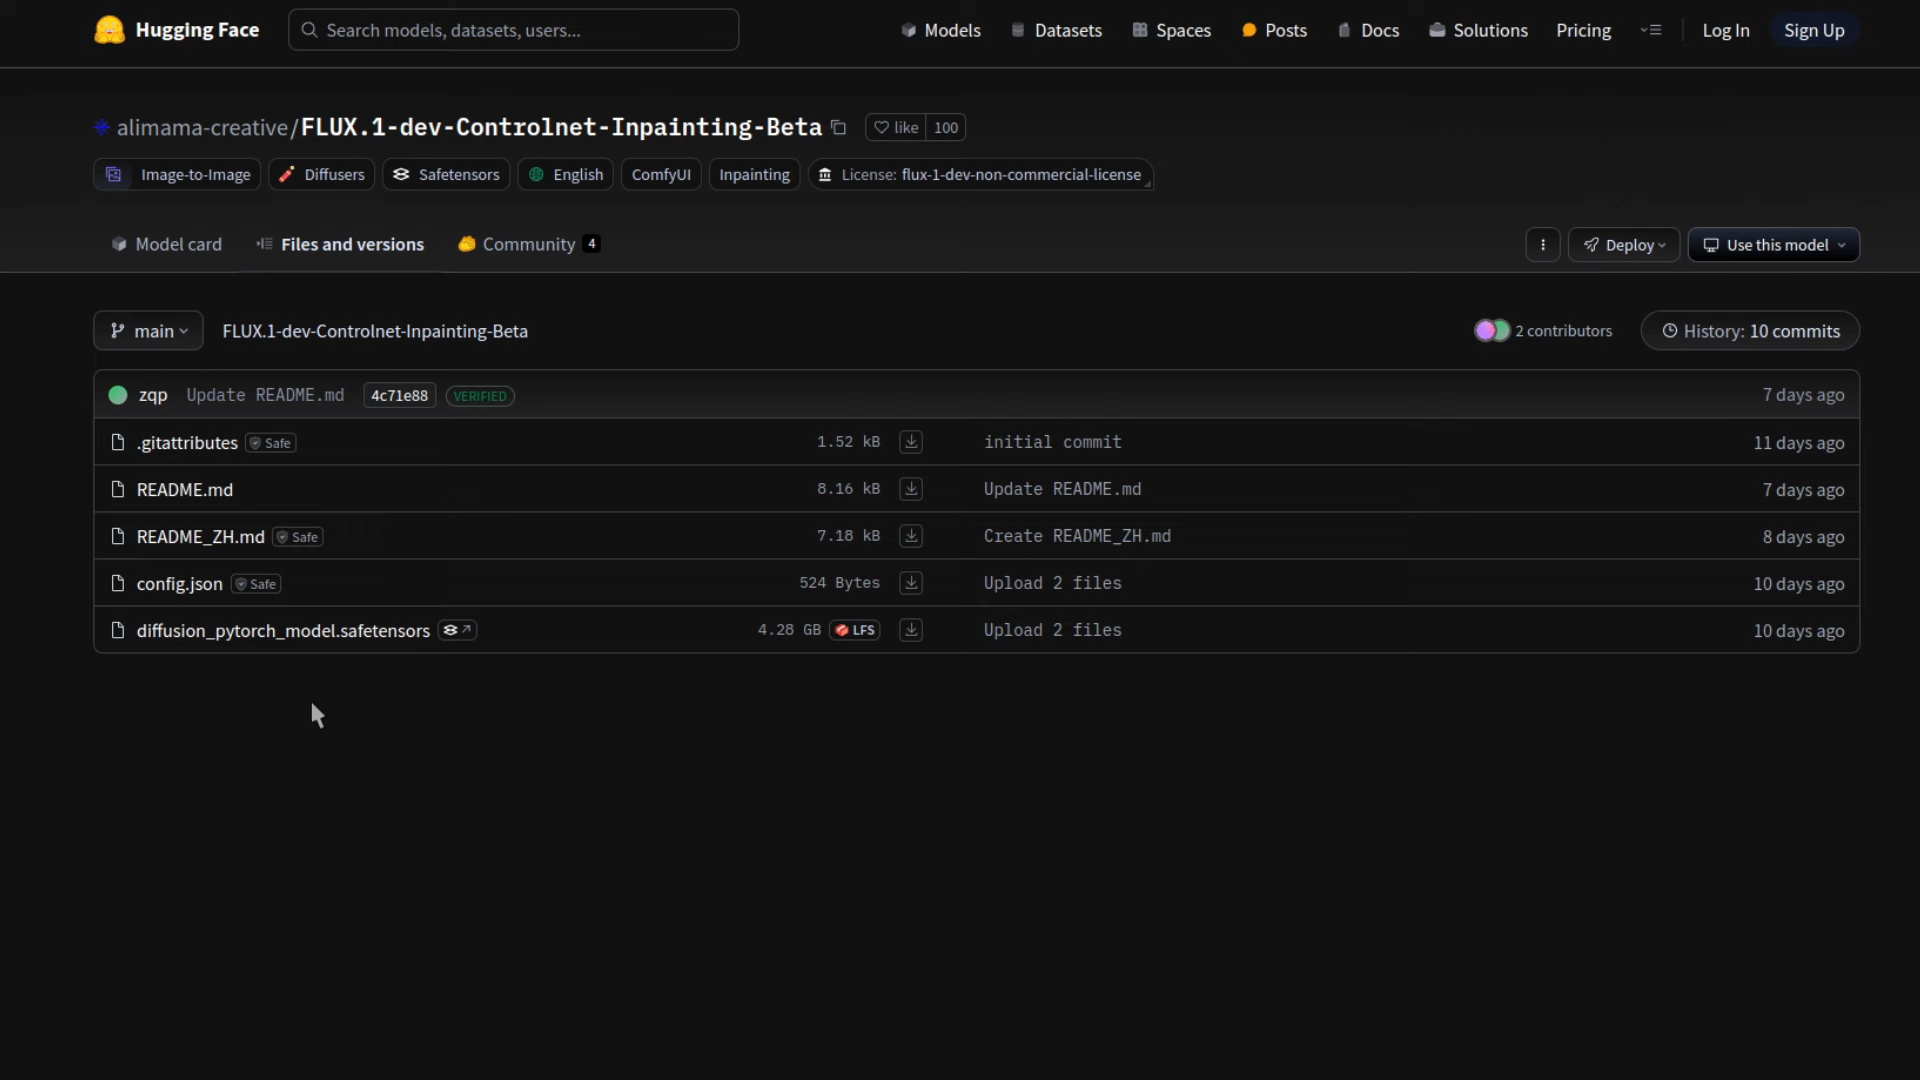 Hugging Face
Search models, datasets, users...
Models Datasets Spaces Posts Docs Solutions Pricing Log In Sign Up
alimama-creative/FLUX.1-dev-Controlnet-Inpainting-Beta like 100
Image-to-Image Diffusers Safetensors English ComfyUI Inpainting License: flux-1-dev-non-commercial-license
Model card Files and versions Community 4 Deploy Use this model
main FLUX.1-dev-Controlnet-Inpainting-Beta 2 contributors History: 10 commits
zqp Update README.md 4c71e88 VERIFIED 7 days ago
.gitattributes Safe 1.52 kB initial commit 11 days ago
README.md 8.16 kB Update README.md 7 days ago
README_ZH.md Safe 7.18 kB Create README_ZH.md 8 days ago
config.json Safe 524 Bytes Upload 2 files 10 days ago
diffusion_pytorch_model.safetensors 4.28 GB LFS Upload 2 files 10 days ago